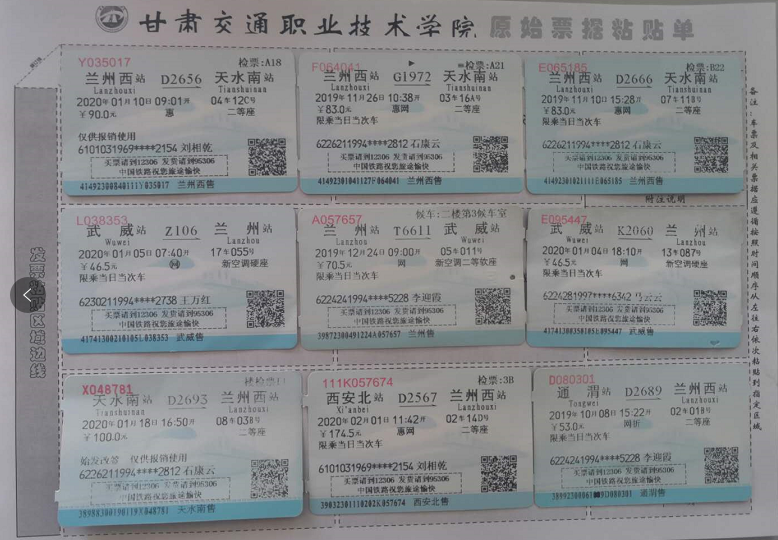 甘肃交通职业技术学院 原始票据粘贴单
Y035017 检票:A18
兰州西站 D2656 天水南站
Lanzhouxi Tianshuinan
2020年01月10日 09:01开 04车12C号
￥90.0元 惠 二等座
仅供报销使用
6101031969****2154 刘相乾
买票请到12306 发货请到95306
中国铁路祝您旅途愉快
41492300840111Y035017 兰州西售
F064041 检票:A21
兰州西站 G1972 天水南站
Lanzhouxi Tianshuinan
2019年11月26日 10:38开 03车16A号
￥83.0元 惠网 二等座
限乘当日当次车
6226211994****2812 石康云
买票请到12306 发货请到95306
中国铁路祝您旅途愉快
41492301041127F064041 兰州西售
E065185 检票:B22
兰州西站 D2666 天水南站
Lanzhouxi Tianshuinan
2019年11月10日 15:28开 07车11B号
￥83.0元 惠网 二等座
限乘当日当次车
6226211994****2812 石康云
买票请到12306 发货请到95306
中国铁路祝您旅途愉快
41492301021111E065185 兰州西售
附注说明
L038353
武威站 Z106 兰州站
Wuwei Lanzhou
2020年01月05日 07:40开 17车055号
￥46.5元 新空调硬座
限乘当日当次车
6230211994****2738 王万红
买票请到12306 发货请到95306
中国铁路祝您旅途愉快
41741300210105L038353 武威售
A057657 候车:二楼第3候车室
兰州站 T6611 武威站
Lanzhou Wuwei
2019年12月24日 09:00开 05车011号
￥70.5元 网 新空调二等软座
限乘当日当次车
6224241994****5228 李迎霞
买票请到12306 发货请到95306
中国铁路祝您旅途愉快
39872300491224A057657 兰州售
E095447
武威站 K2060 兰州站
Wuwei Lanzhou
2020年01月04日 18:10开 13车087号
￥46.5元 网 新空调硬座
限乘当日当次车
6224281997****6342 马云云
买票请到12306 发货请到95306
中国铁路祝您旅途愉快
41741300350105E095447 武威售
X048781
天水南站 D2693 兰州西站
Tianshuinan Lanzhouxi
2020年01月18日 16:50开 08车03B号
￥100.0元 二等座
始发改签 仅供报销使用
6226211994****2812 石康云
买票请到12306 发货请到95306
中国铁路祝您旅途愉快
38988300190119X048781 天水南售
111K057674 检票:3B
西安北站 D2567 兰州西站
Xi'anbei Lanzhouxi
2020年02月01日 11:42开 02车14D号
￥174.5元 惠网 二等座
限乘当日当次车
6101031969****2154 刘相乾
买票请到12306 发货请到95306
中国铁路祝您旅途愉快
39032301110202K057674 西安北售
D080301
通渭站 D2689 兰州西站
Tongwei Lanzhouxi
2019年10月08日 15:22开 02车01B号
￥53.0元 网折 二等座
限乘当日当次车
6224241994****5228 李迎霞
买票请到12306 发货请到95306
中国铁路祝您旅途愉快
D080301 通渭售
备注:车票及相关票据应遵循按照时间顺序从左往右依次粘贴到指定区域